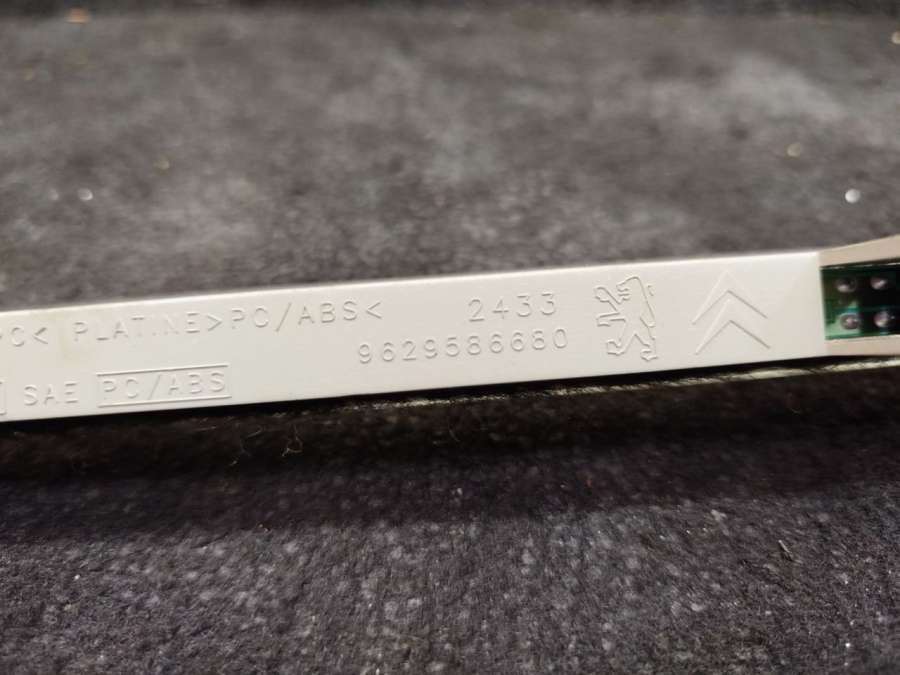 PC< PLATINE>PC/ABS< 2433
9629586680
SAE PC/ABS